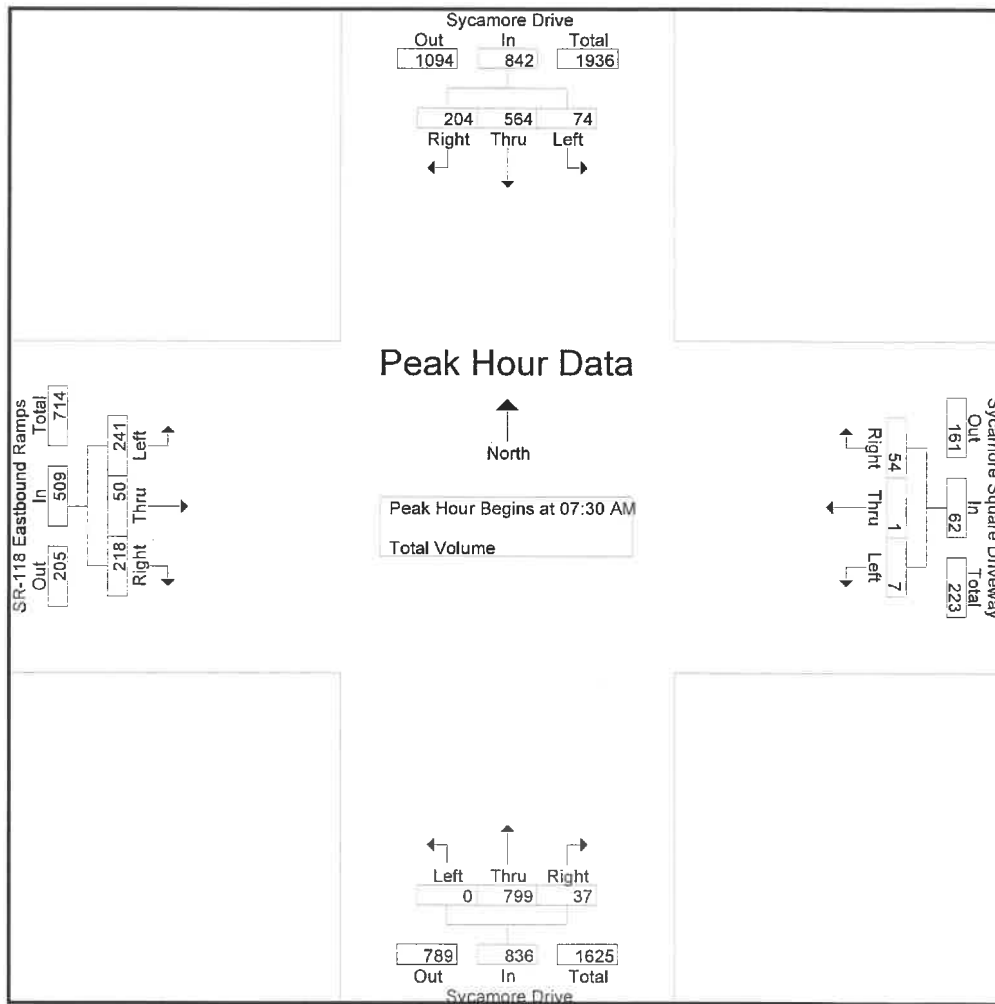 Sycamore Drive
Out In Total
1094 842 1936
204 564 74
Right Thru Left
Peak Hour Data
North
Peak Hour Begins at 07:30 AM
Total Volume
SR-118 Eastbound Ramps
Out In Total
205 509 714
218 50 241
Right Thru Left
Sycamore Square Driveway
Out In Total
161 62 223
54 1 7
Right Thru Left
Left Thru Right
0 799 37
789 836 1625
Out In Total
Sycamore Drive